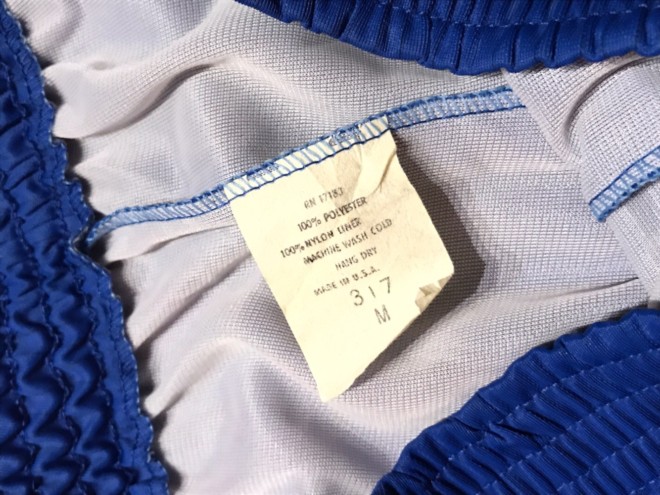 RN 17183
100% POLYESTER
100% NYLON LINER
MACHINE WASH COLD
HANG DRY
MADE IN U.S.A.
317
M